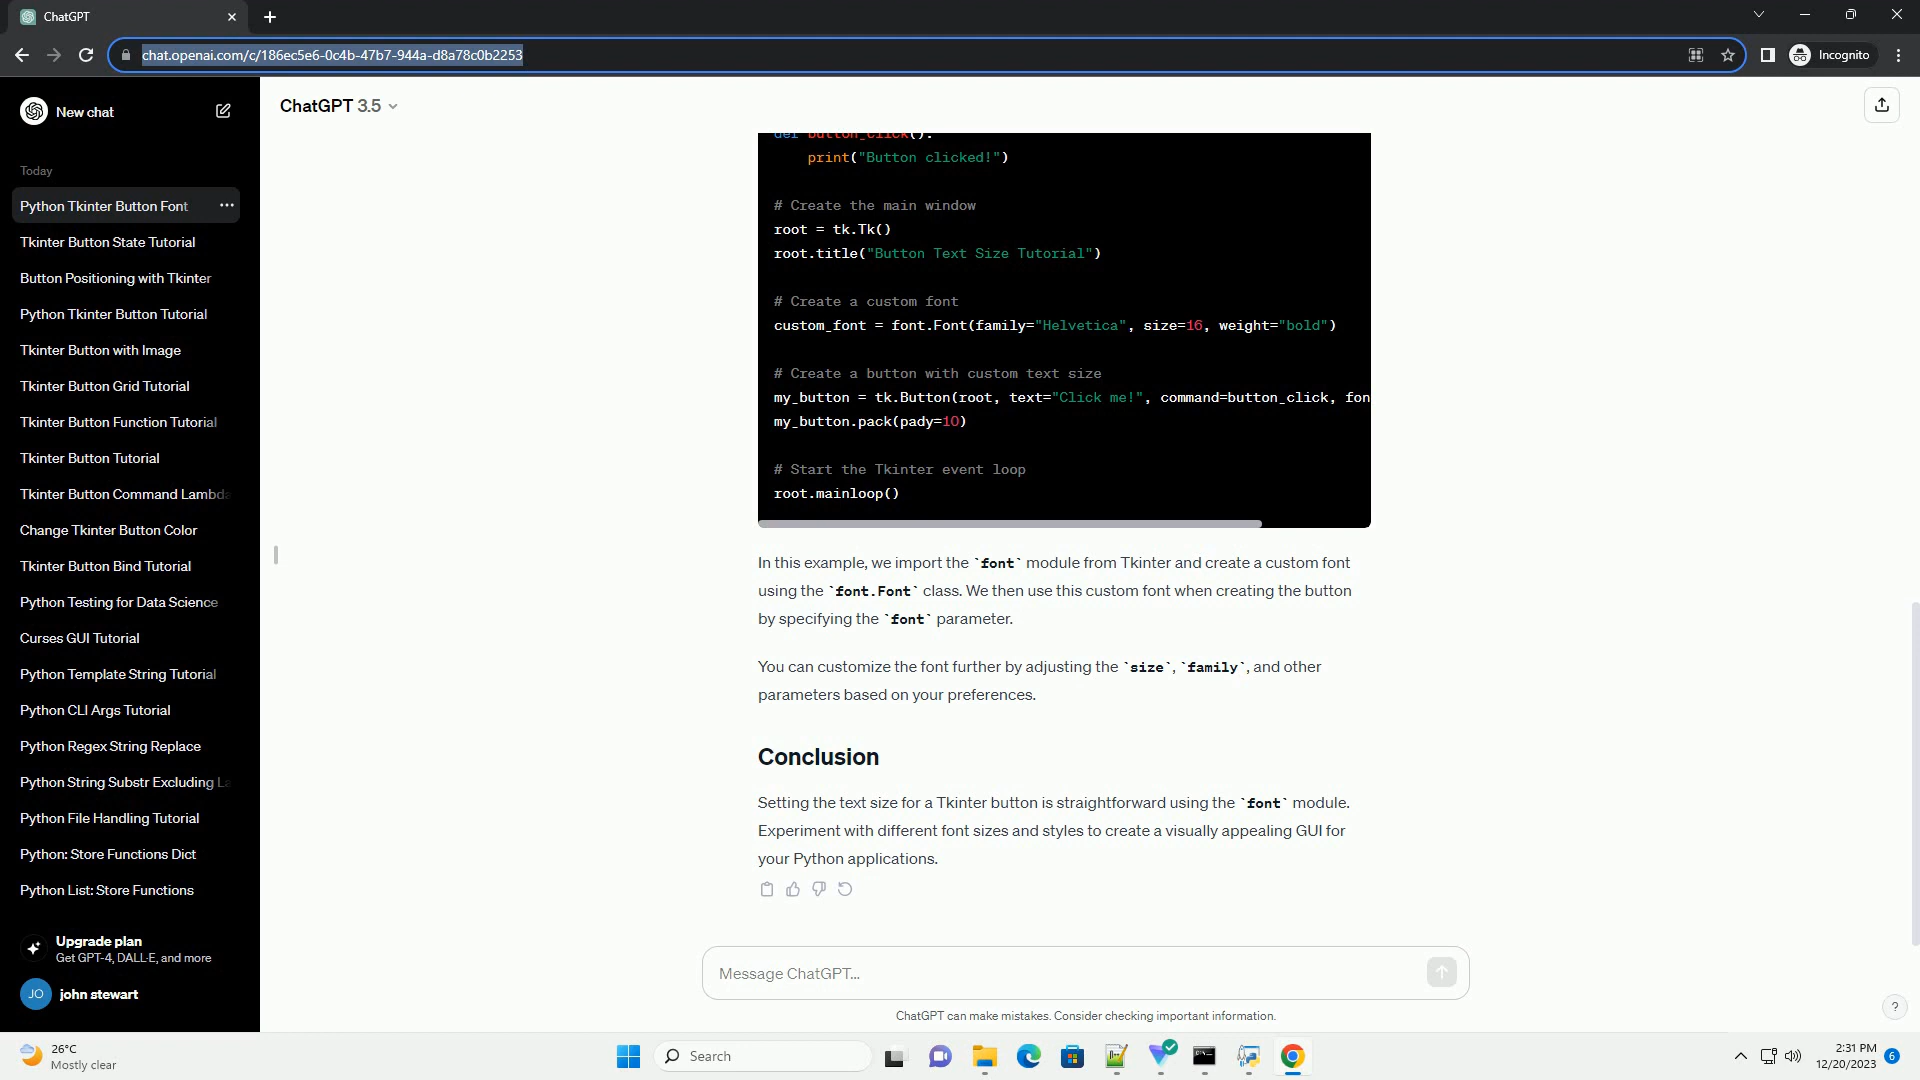 ChatGPT
chat.openai.com/c/186ec5e6-0c4b-47b7-944a-d8a78c0b2253
Incognito
New chat
Today
Python Tkinter Button Font
Tkinter Button State Tutorial
Button Positioning with Tkinter
Python Tkinter Button Tutorial
Tkinter Button with Image
Tkinter Button Grid Tutorial
Tkinter Button Function Tutorial
Tkinter Button Tutorial
Tkinter Button Command Lambda
Change Tkinter Button Color
Tkinter Button Bind Tutorial
Python Testing for Data Science
Curses GUI Tutorial
Python Template String Tutorial
Python CLI Args Tutorial
Python Regex String Replace
Python String Substr Excluding La
Python File Handling Tutorial
Python: Store Functions Dict
Python List: Store Functions
Upgrade plan
Get GPT-4, DALL·E, and more
JO john stewart
ChatGPT 3.5
def button_click():
print("Button clicked!")
# Create the main window
root = tk.Tk()
root.title("Button Text Size Tutorial")
# Create a custom font
custom_font = font.Font(family="Helvetica", size=16, weight="bold")
# Create a button with custom text size
my_button = tk.Button(root, text="Click me!", command=button_click, fon
my_button.pack(pady=10)
# Start the Tkinter event loop
root.mainloop()
In this example, we import the `font` module from Tkinter and create a custom font
using the `font.Font` class. We then use this custom font when creating the button
by specifying the `font` parameter.
You can customize the font further by adjusting the `size`, `family`, and other
parameters based on your preferences.
Conclusion
Setting the text size for a Tkinter button is straightforward using the `font` module.
Experiment with different font sizes and styles to create a visually appealing GUI for
your Python applications.
Message ChatGPT...
ChatGPT can make mistakes. Consider checking important information.
?
26°C
Mostly clear
Search
2:31 PM
12/20/2023
6